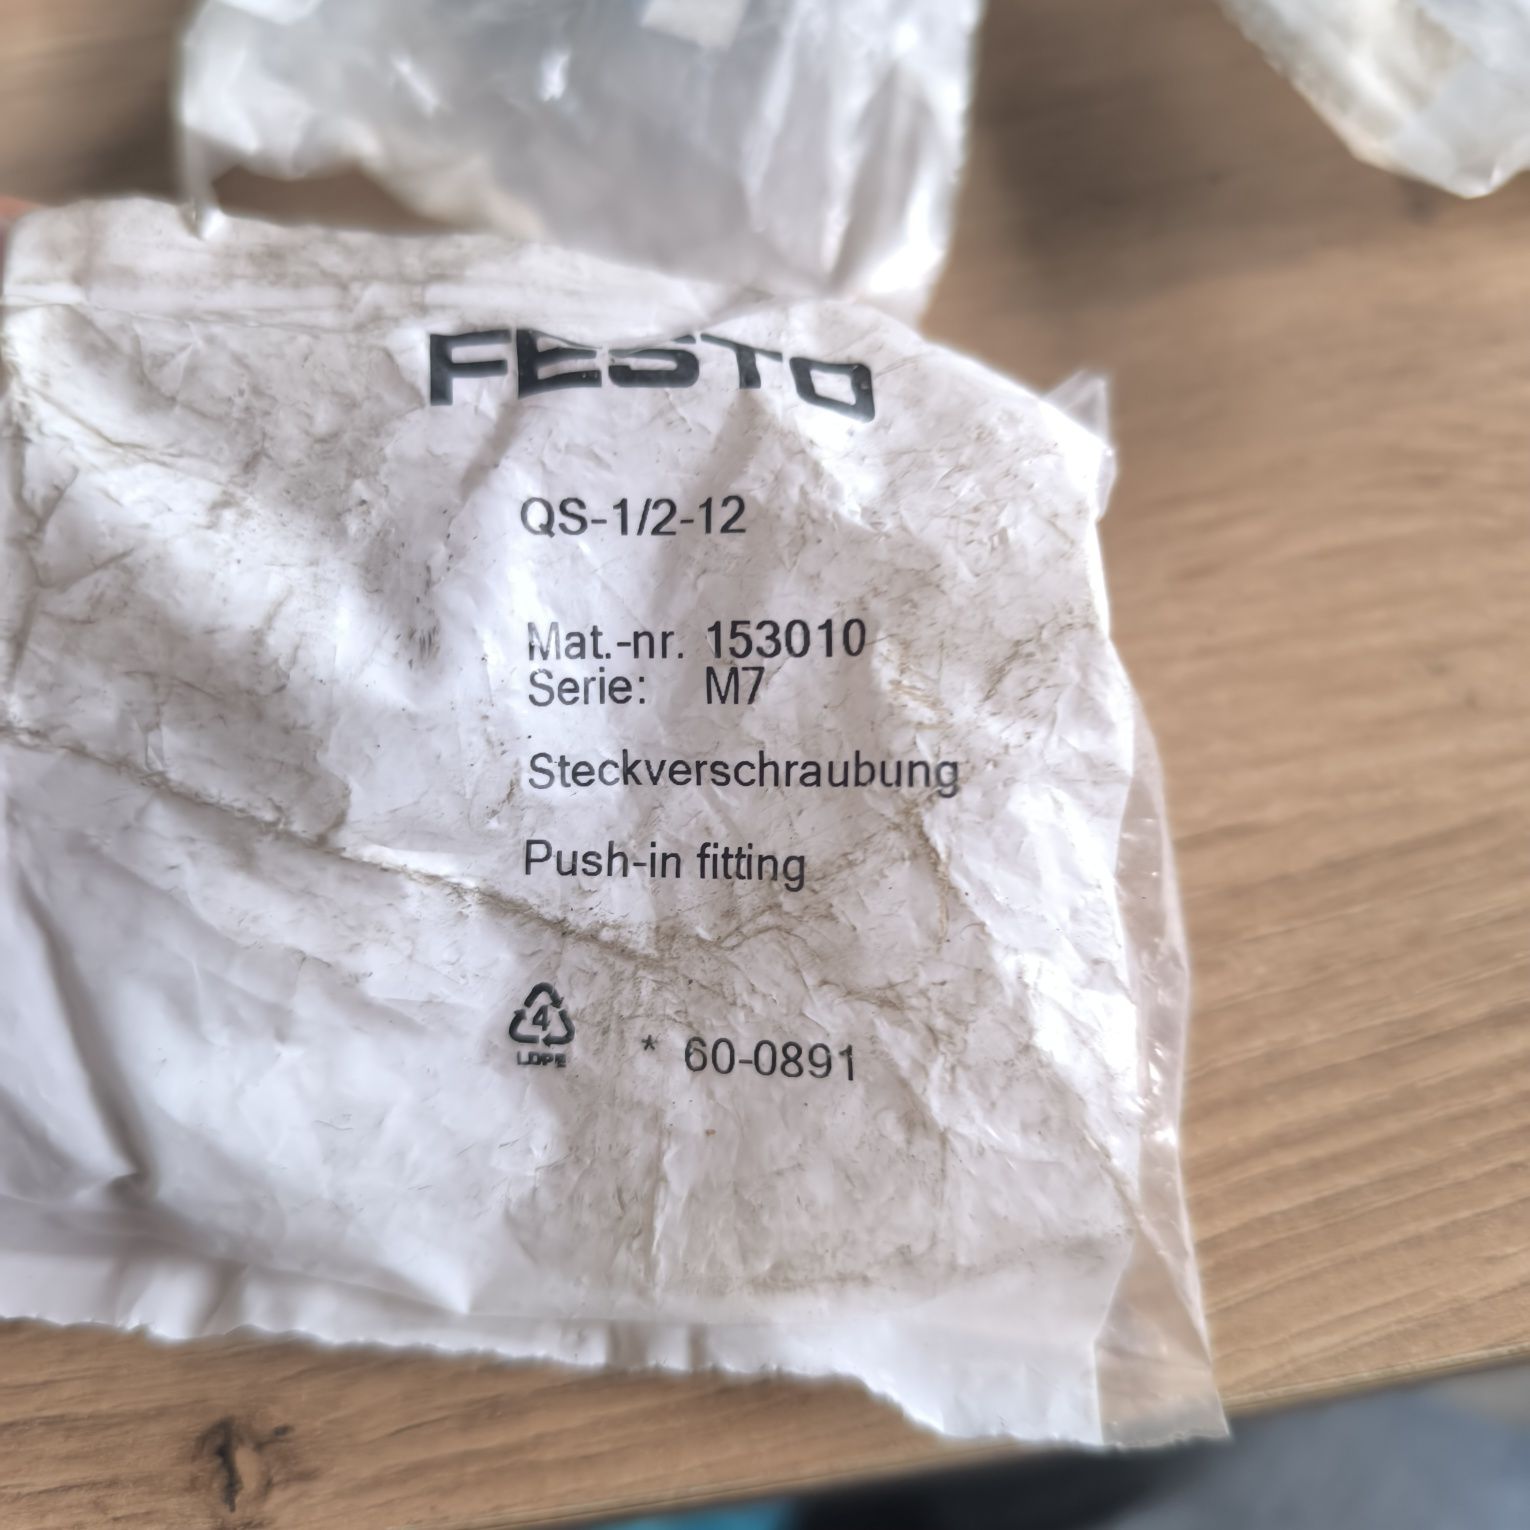 FESTO
QS-1/2-12
Mat.-nr. 153010
Serie: M7
Steckverschraubung
Push-in fitting
4
LDPE
* 60-0891